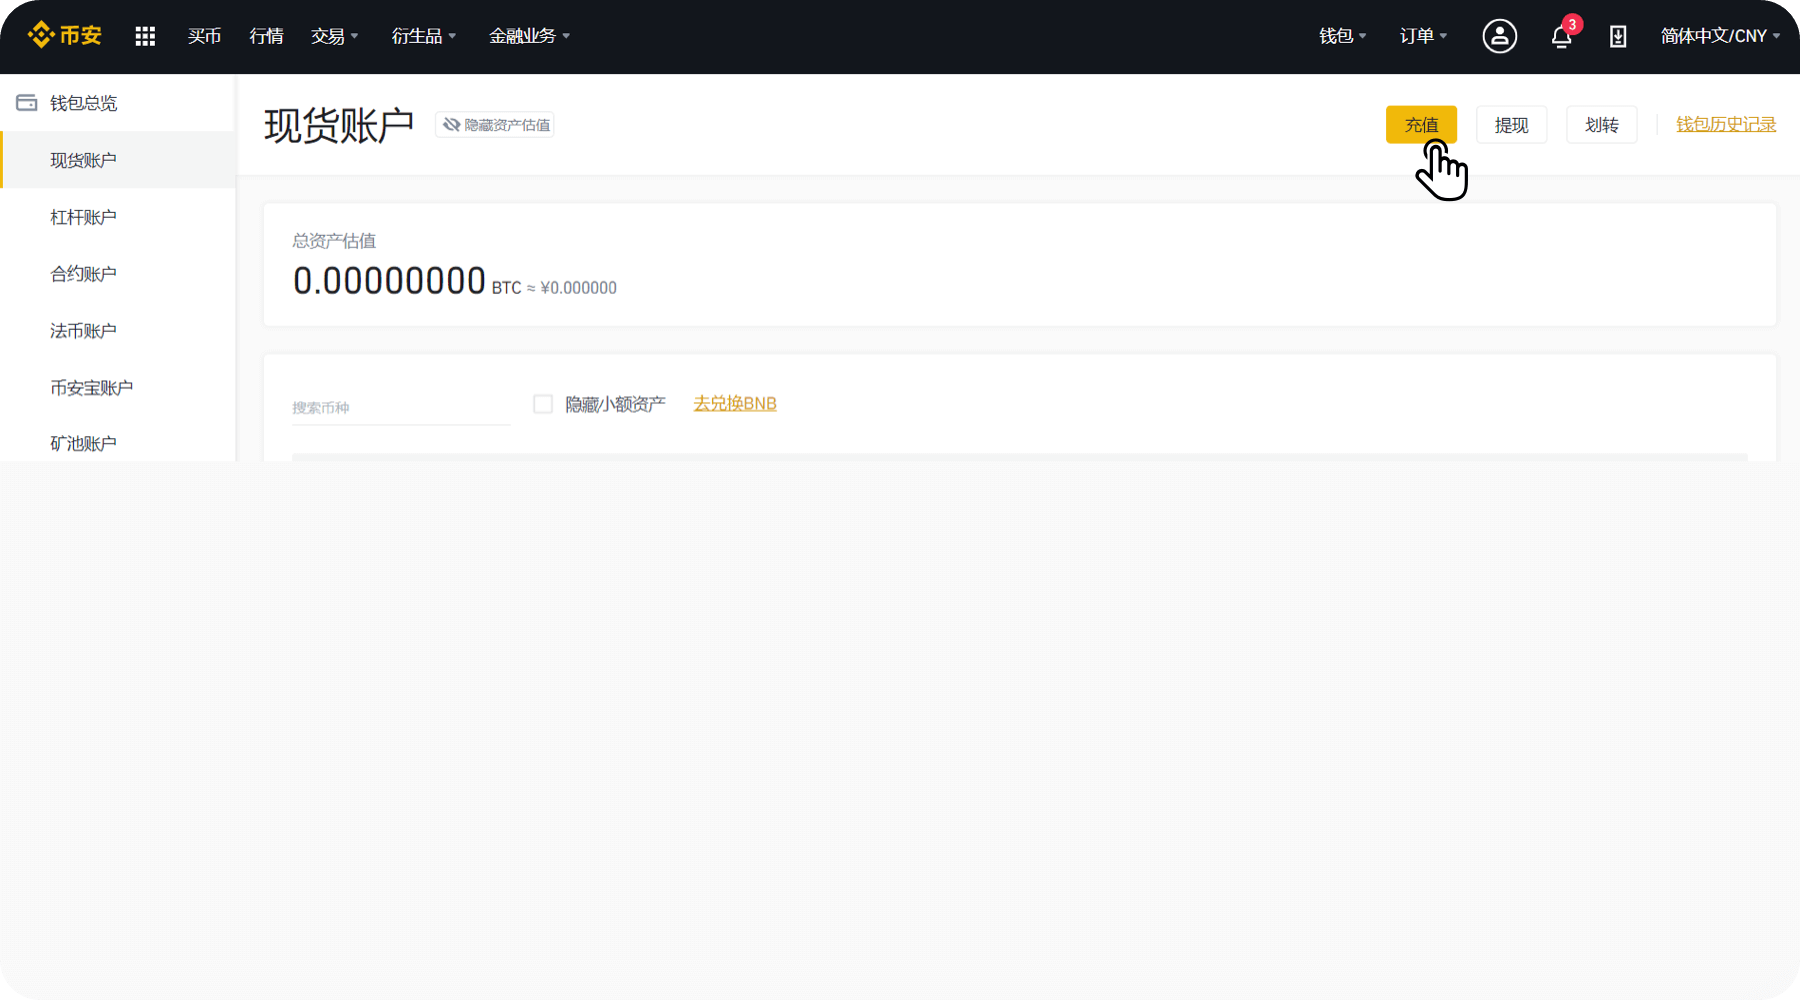 币安 买币 行情 交易 衍生品 金融业务 钱包 订单 3 简体中文/CNY
钱包总览
现货账户
杠杆账户
合约账户
法币账户
币安宝账户
矿池账户
现货账户 隐藏资产估值 充值 提现 划转 钱包历史记录
总资产估值
0.00000000 BTC ≈ ¥0.000000
搜索币种 隐藏小额资产 去兑换BNB